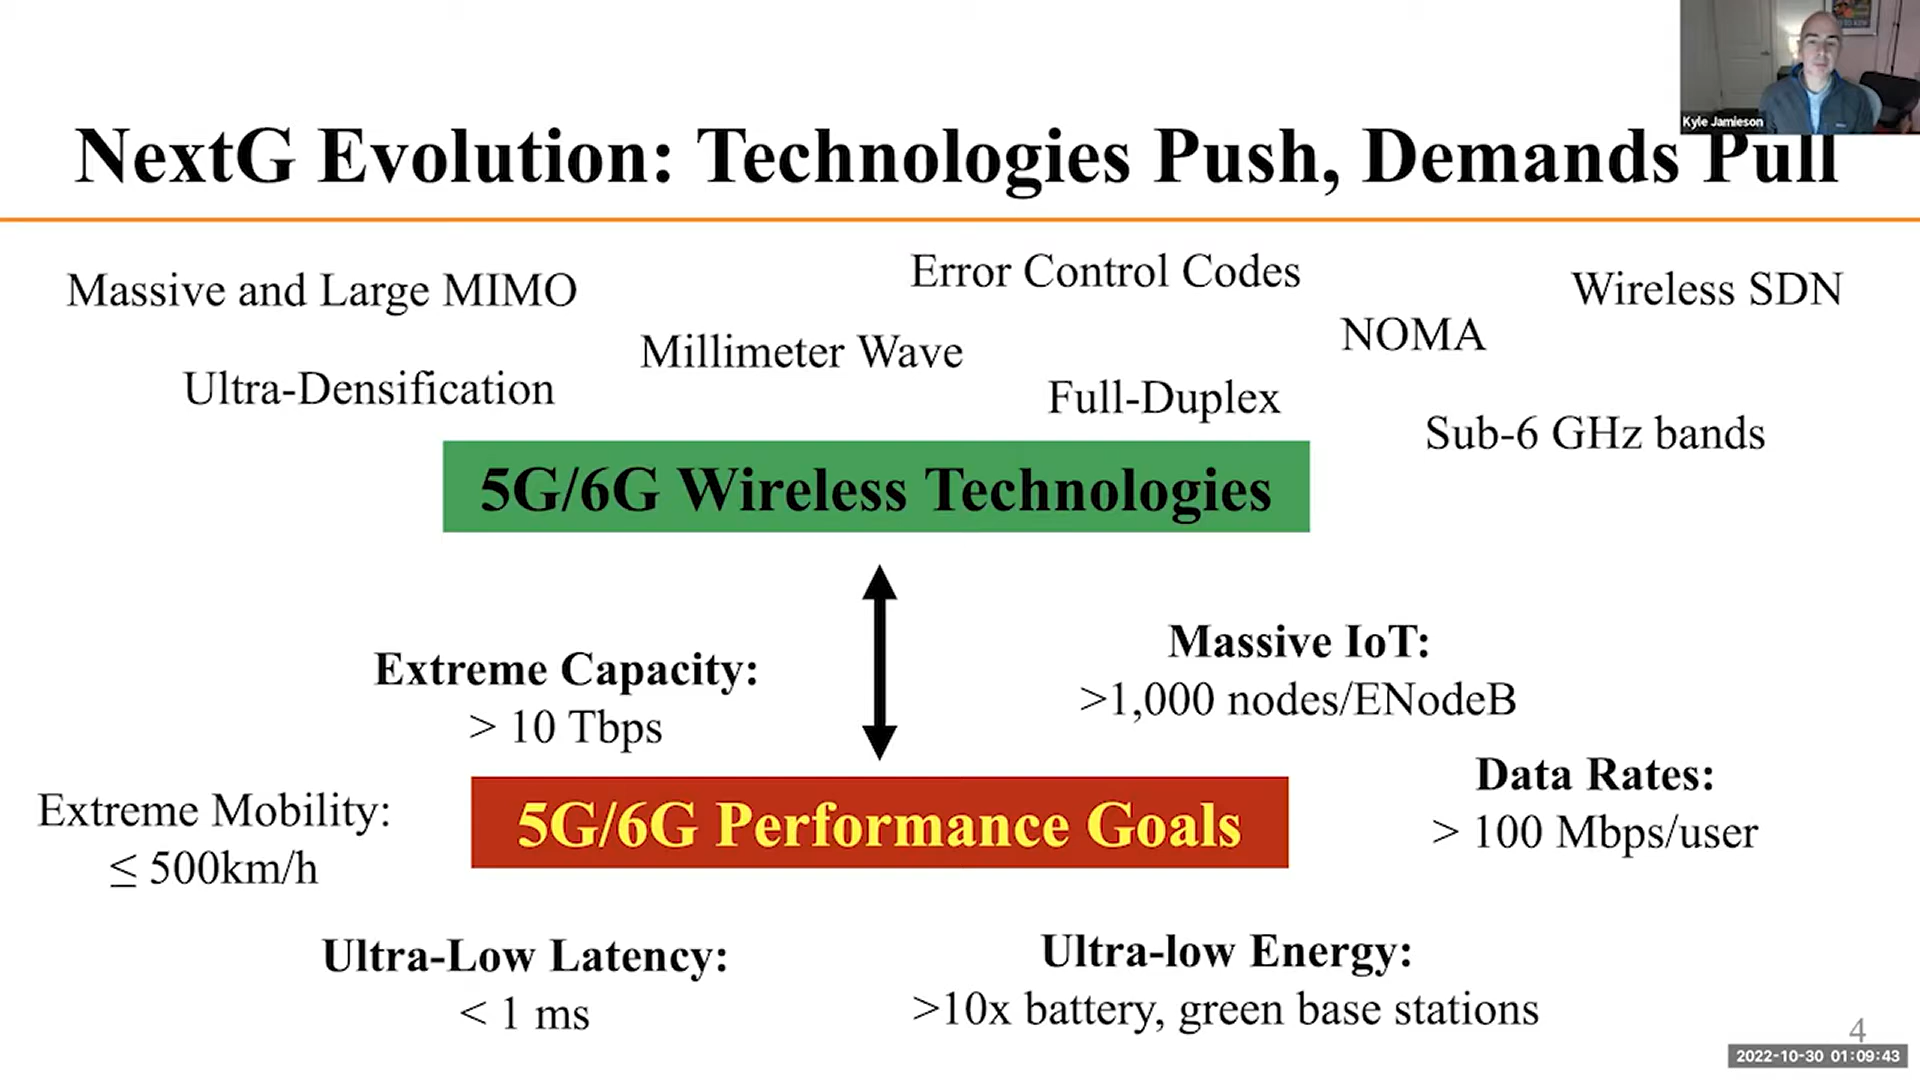 Kyle Jamieson
NextG Evolution: Technologies Push, Demands Pull
Error Control Codes
Massive and Large MIMO
Wireless SDN
NOMA
Millimeter Wave
Ultra-Densification
Full-Duplex
Sub-6 GHz bands
5G/6G Wireless Technologies
Massive IoT:
>1,000 nodes/ENodeB
Extreme Capacity:
> 10 Tbps
Data Rates:
> 100 Mbps/user
Extreme Mobility:
≤ 500km/h
5G/6G Performance Goals
Ultra-Low Latency:
< 1 ms
Ultra-low Energy:
>10x battery, green base stations
4
2022-10-30 01:09:43